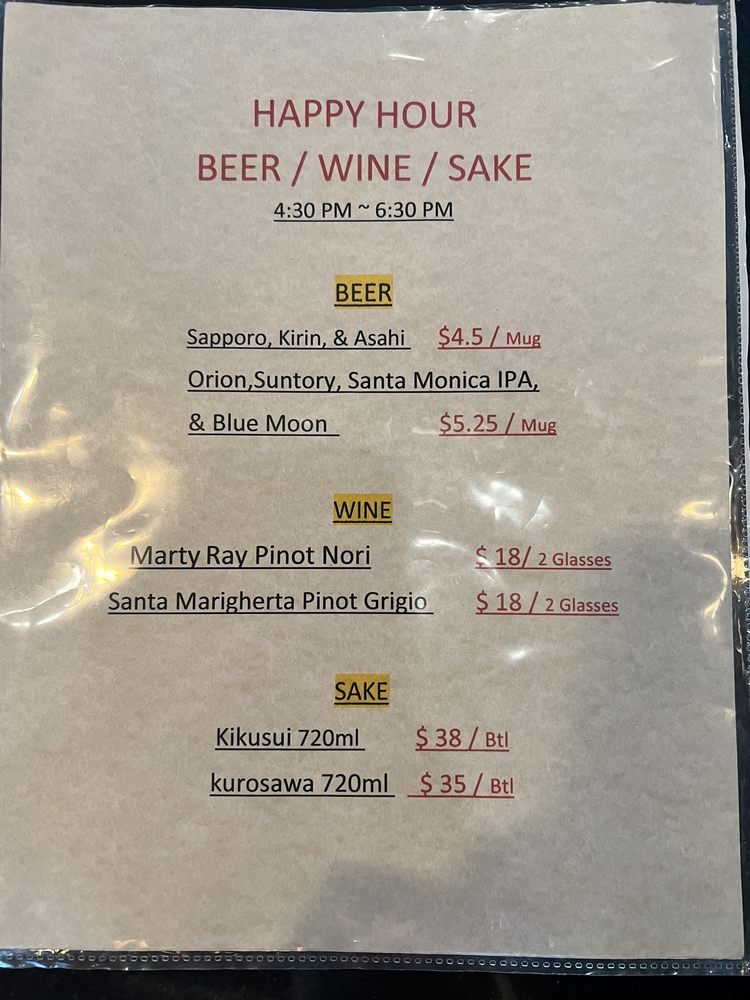 HAPPY HOUR
BEER / WINE / SAKE
4:30 PM ~ 6:30 PM
BEER
Sapporo, Kirin, & Asahi $4.5 / Mug
Orion,Suntory, Santa Monica IPA,
& Blue Moon $5.25 / Mug
WINE
Marty Ray Pinot Nori $ 18/ 2 Glasses
Santa Marigherta Pinot Grigio $ 18 / 2 Glasses
SAKE
Kikusui 720ml $ 38 / Btl
kurosawa 720ml $ 35 / Btl